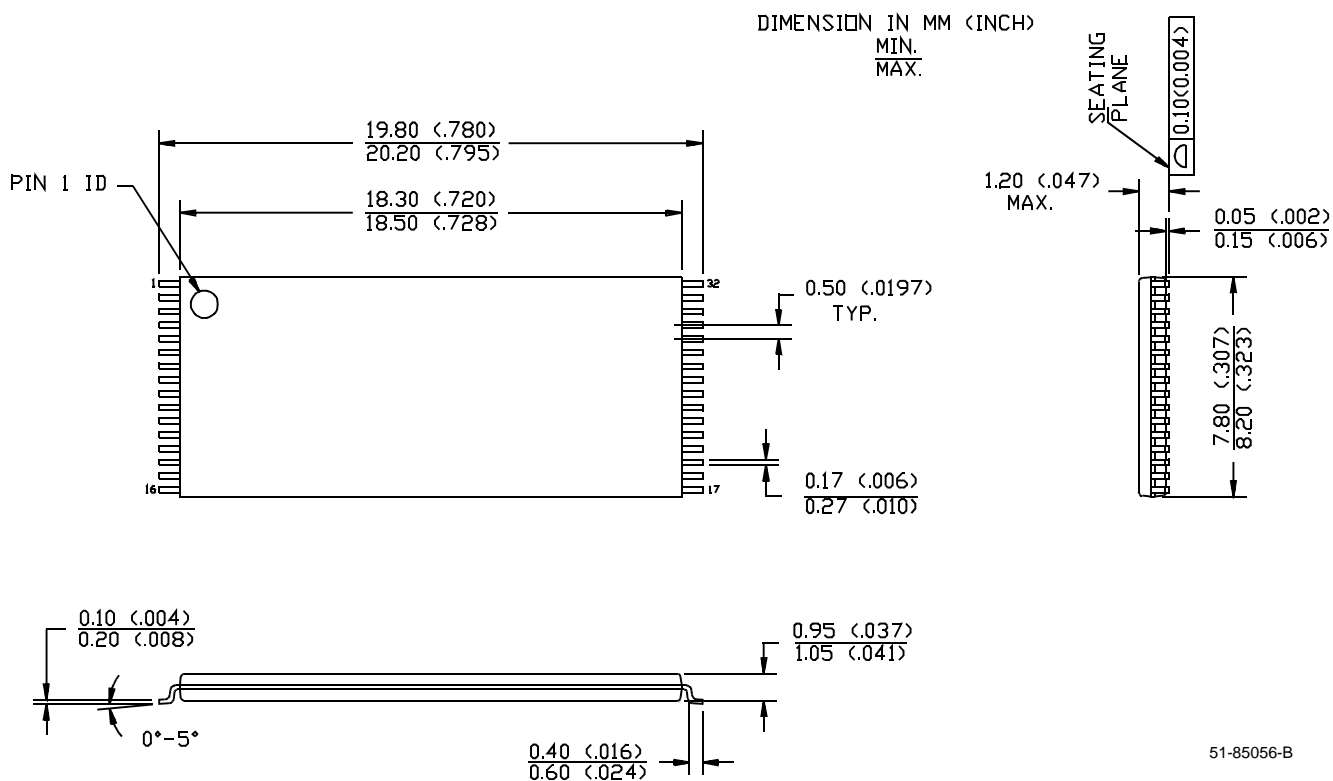 DIMENSION IN MM (INCH)
MIN.
MAX.
SEATING
PLANE
0.10(0.004)
19.80 (.780)
20.20 (.795)
PIN 1 ID
18.30 (.720)
18.50 (.728)
1.20 (.047)
MAX.
0.05 (.002)
0.15 (.006)
1
32
0.50 (.0197)
TYP.
7.80 (.307)
8.20 (.323)
16
17
0.17 (.006)
0.27 (.010)
0.10 (.004)
0.20 (.008)
0.95 (.037)
1.05 (.041)
0°-5°
0.40 (.016)
0.60 (.024)
51-85056-B